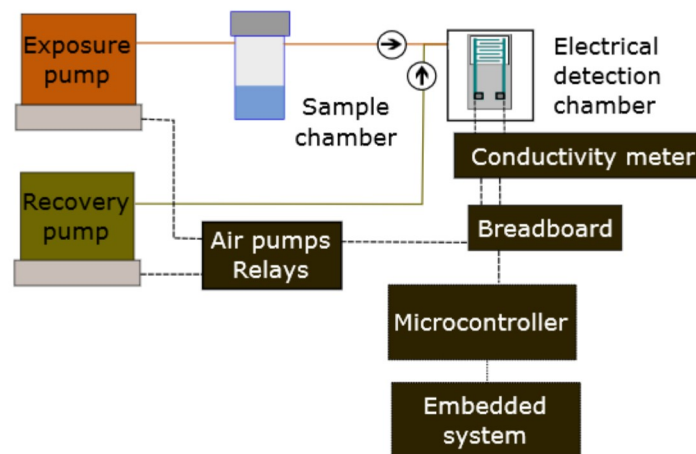 Exposure
pump
Sample
chamber
Electrical
detection
chamber
Conductivity meter
Recovery
pump
Air pumps
Relays
Breadboard
Microcontroller
Embedded
system